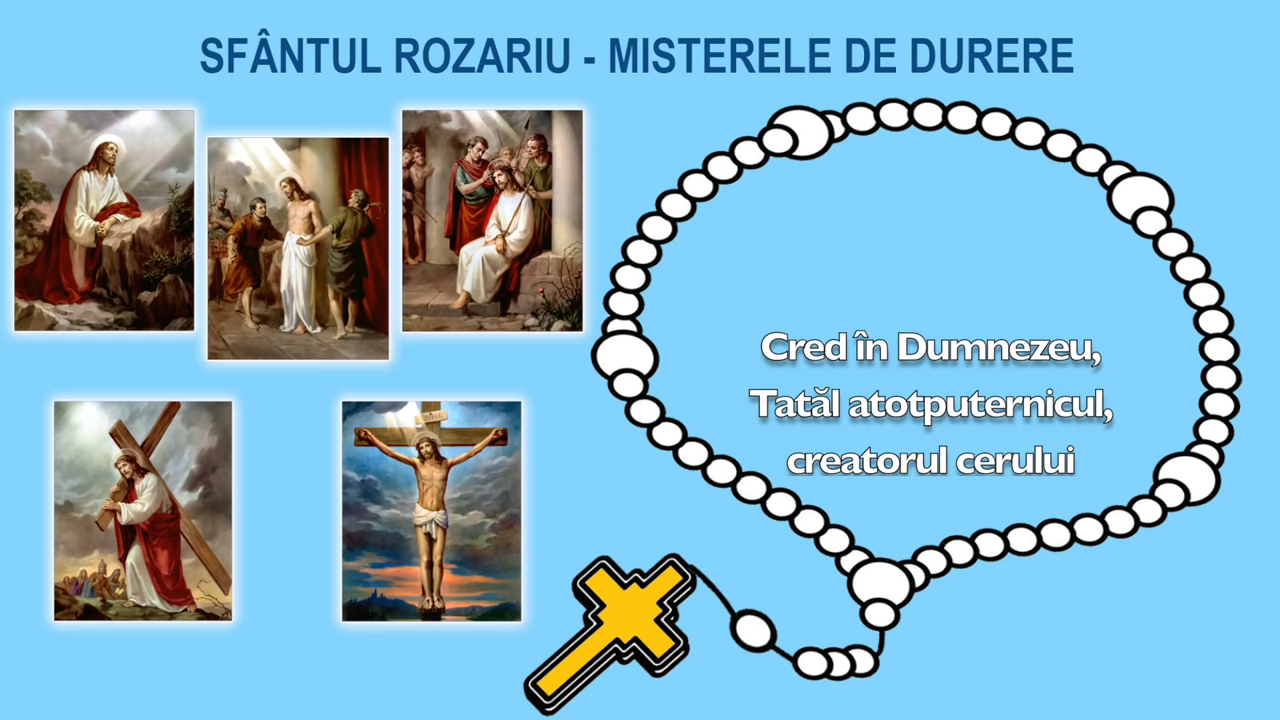 SFÂNTUL ROZARIU - MISTERELE DE DURERE
Cred în Dumnezeu,
Tatăl atotputernicul,
creatorul cerului